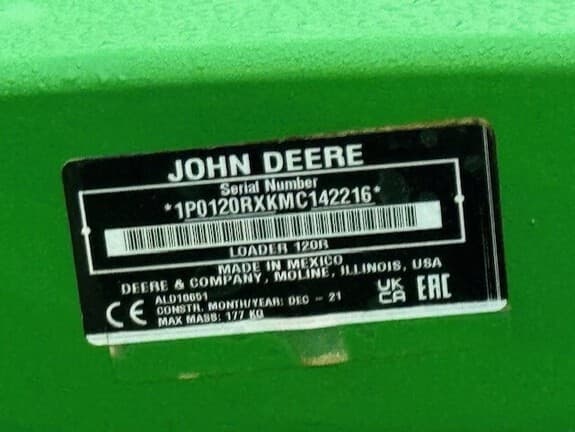 JOHN DEERE
Serial Number
*1P0120RXKMC142216*
LOADER 120R
MADE IN MEXICO
DEERE & COMPANY, MOLINE, ILLINOIS, USA
ALD10601
CONSTR. MONTH/YEAR: DEC - 21
MAX MASS: 177 KG
CE
UK
CA
EAC